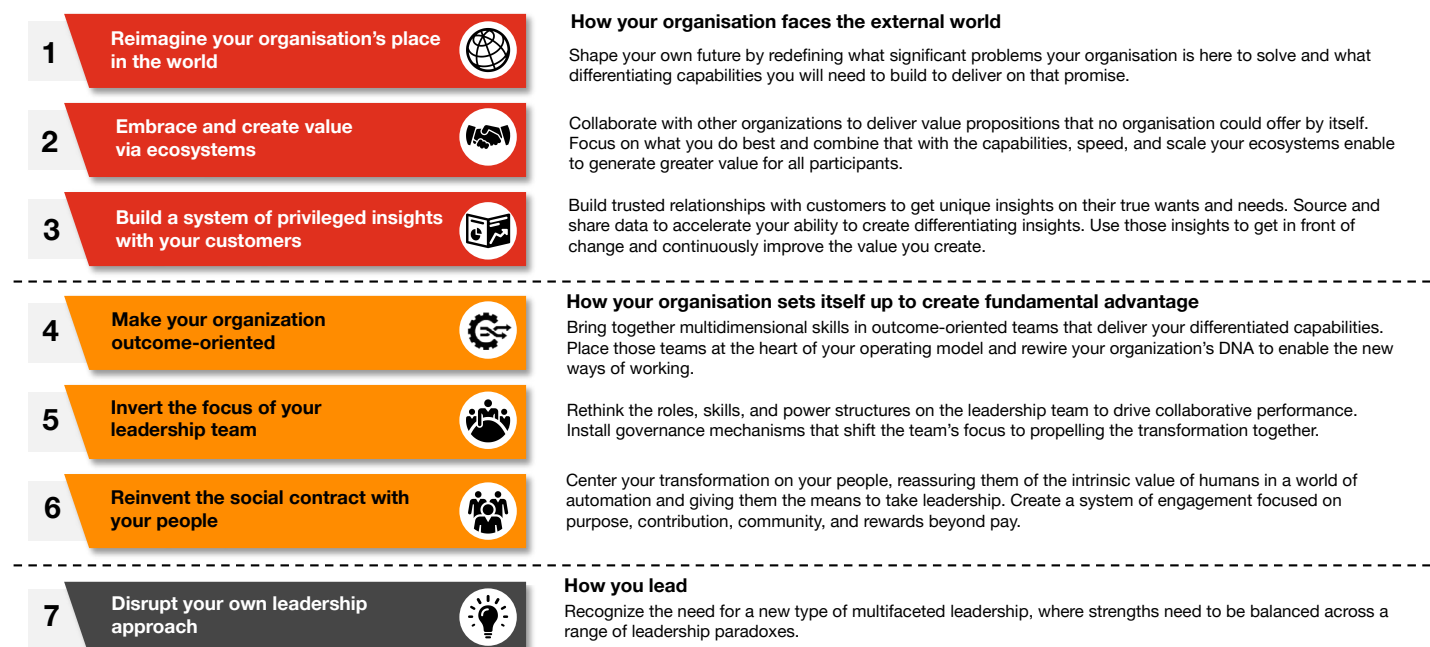 How your organisation faces the external world
1
Reimagine your organisation's place
in the world
Shape your own future by redefining what significant problems your organisation is here to solve and what
differentiating capabilities you will need to build to deliver on that promise.
2
Embrace and create value
via ecosystems
Collaborate with other organizations to deliver value propositions that no organisation could offer by itself.
Focus on what you do best and combine that with the capabilities, speed, and scale your ecosystems enable
to generate greater value for all participants.
3
Build a system of privileged insights
with your customers
Build trusted relationships with customers to get unique insights on their true wants and needs. Source and
share data to accelerate your ability to create differentiating insights. Use those insights to get in front of
change and continuously improve the value you create.
How your organisation sets itself up to create fundamental advantage
4
Make your organization
outcome-oriented
Bring together multidimensional skills in outcome-oriented teams that deliver your differentiated capabilities.
Place those teams at the heart of your operating model and rewire your organization's DNA to enable the new
ways of working.
5
Invert the focus of your
leadership team
Rethink the roles, skills, and power structures on the leadership team to drive collaborative performance.
Install governance mechanisms that shift the team's focus to propelling the transformation together.
6
Reinvent the social contract with
your people
Center your transformation on your people, reassuring them of the intrinsic value of humans in a world of
automation and giving them the means to take leadership. Create a system of engagement focused on
purpose, contribution, community, and rewards beyond pay.
How you lead
7
Disrupt your own leadership
approach
Recognize the need for a new type of multifaceted leadership, where strengths need to be balanced across a
range of leadership paradoxes.